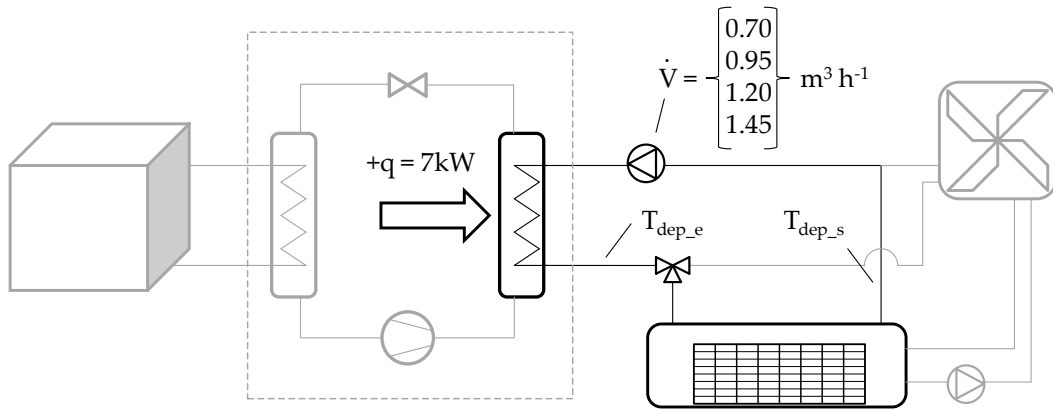 0.70
0.95
V̇ = m³ h⁻¹
1.20
1.45
+q = 7kW
T_dep_e
T_dep_s